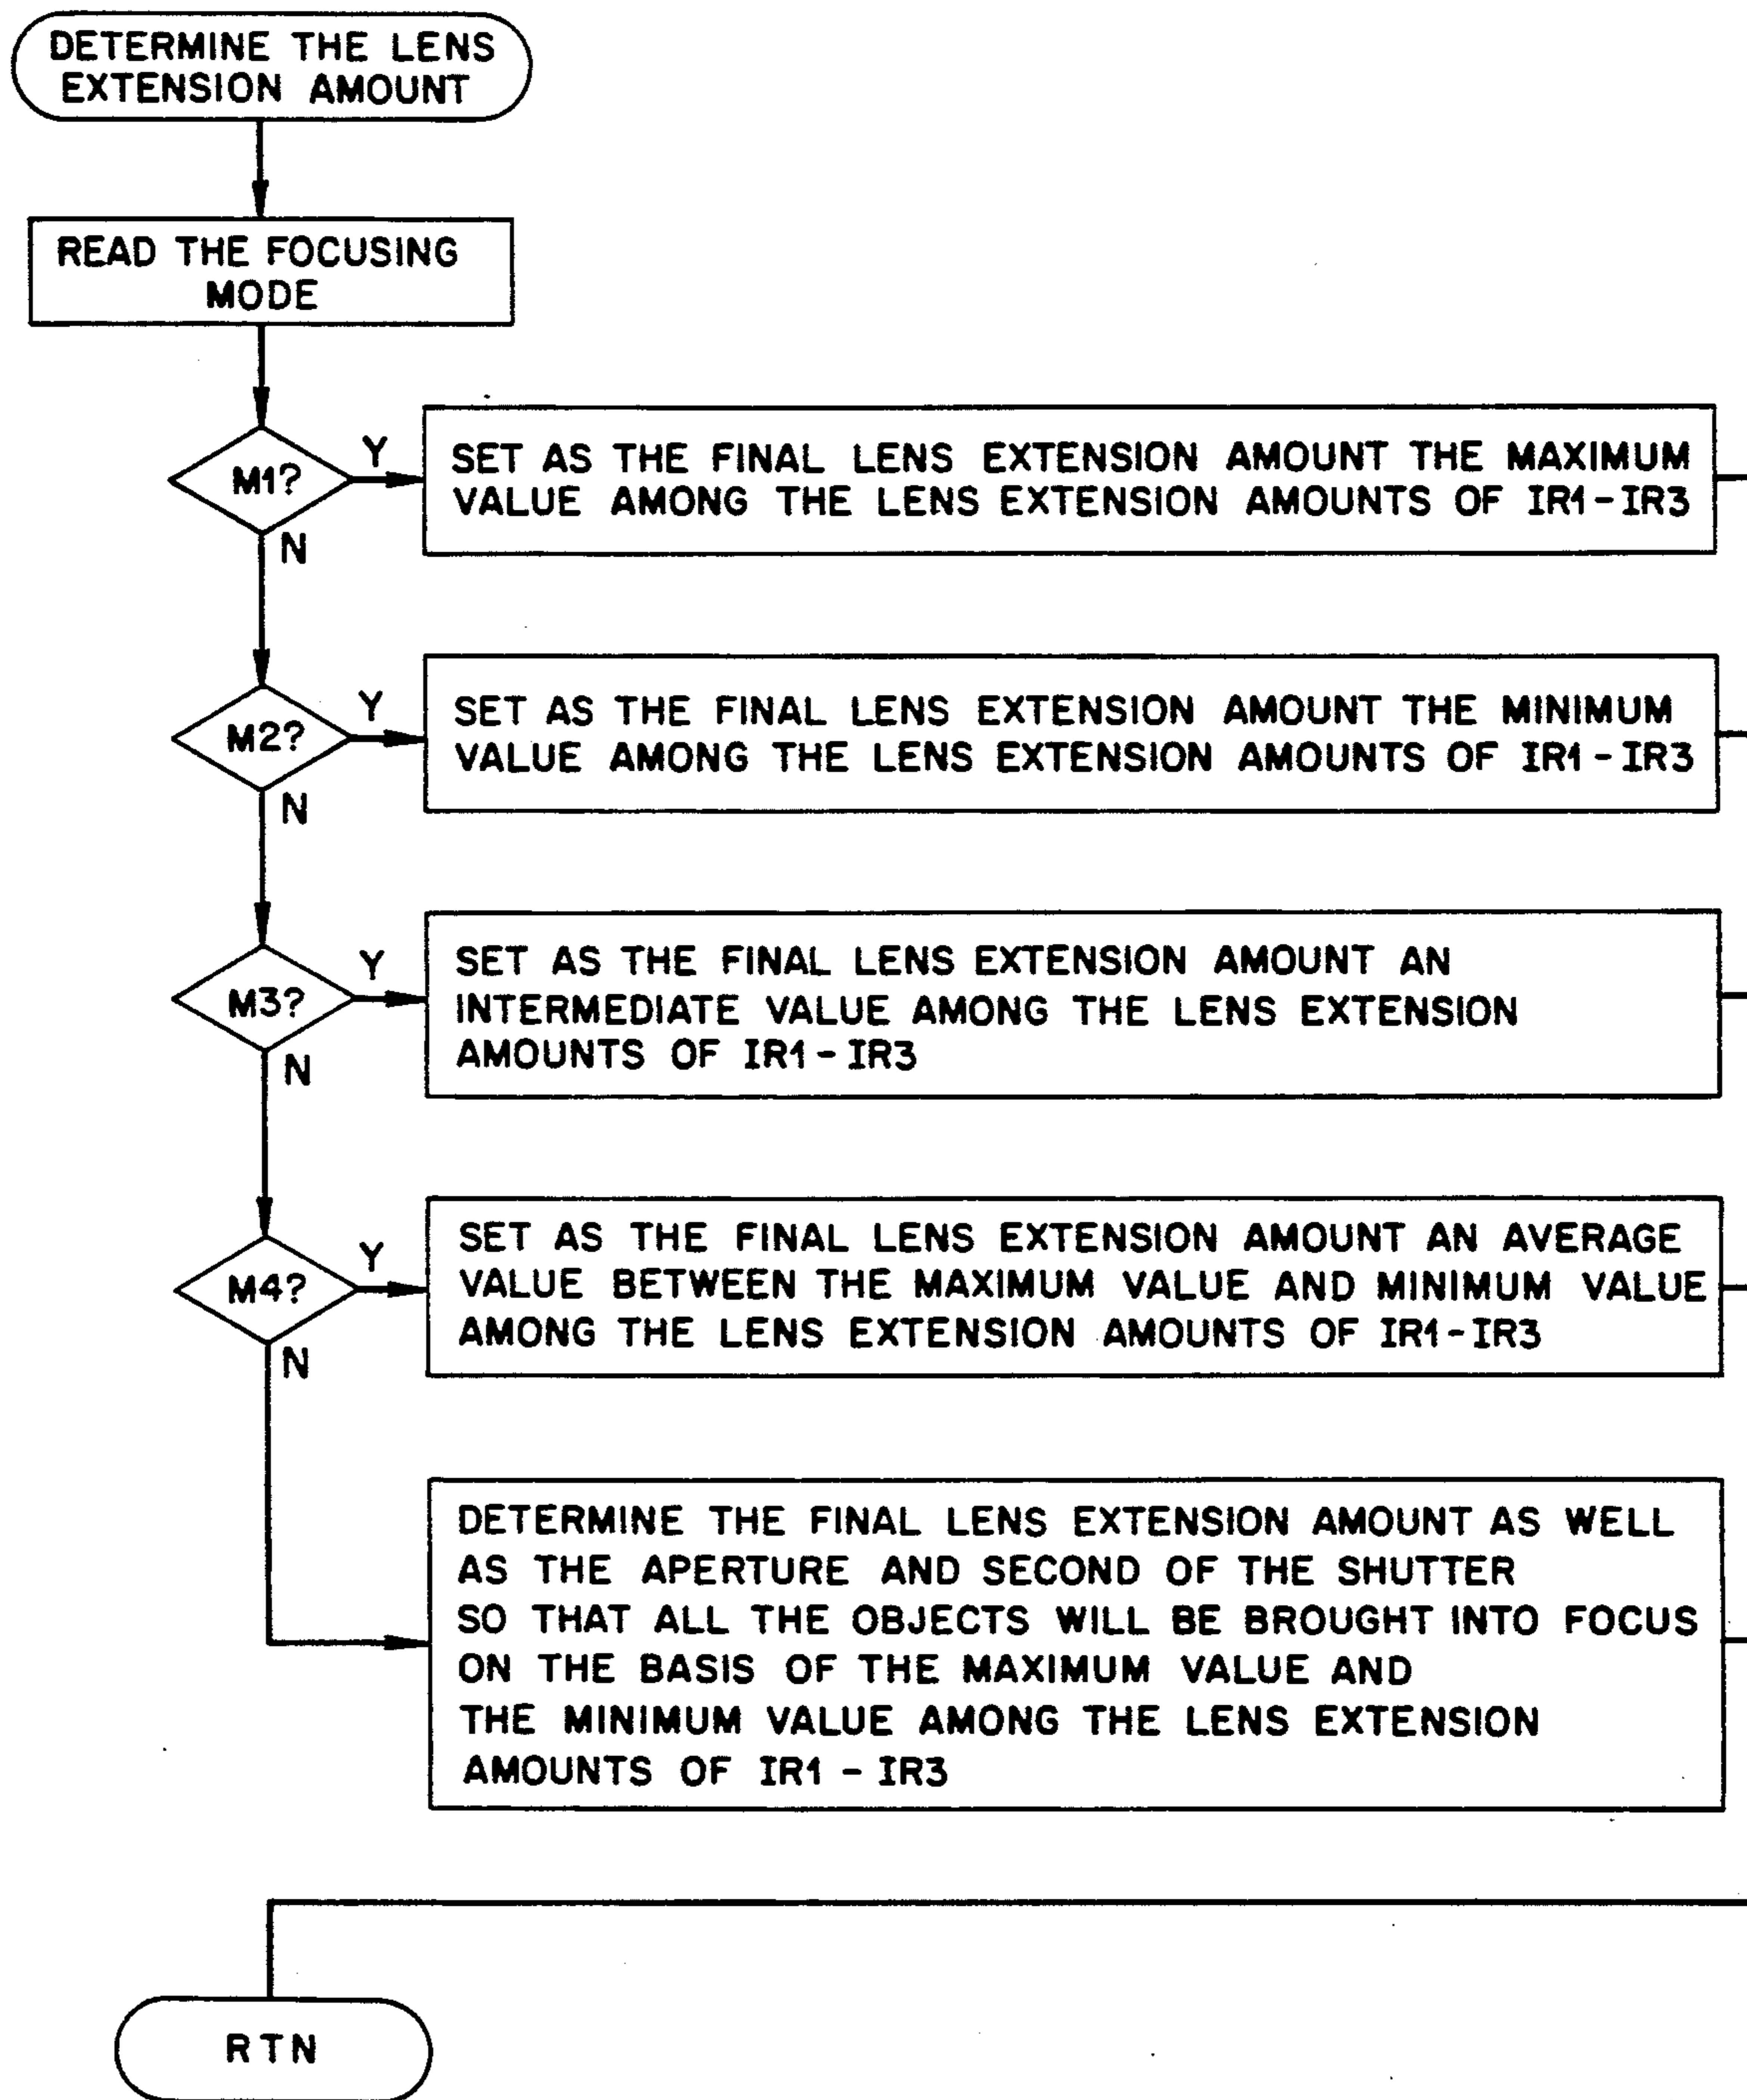 DETERMINE THE LENS
EXTENSION AMOUNT
READ THE FOCUSING
MODE
M1?
Y
SET AS THE FINAL LENS EXTENSION AMOUNT THE MAXIMUM
VALUE AMONG THE LENS EXTENSION AMOUNTS OF IR1-IR3
N
M2?
Y
SET AS THE FINAL LENS EXTENSION AMOUNT THE MINIMUM
VALUE AMONG THE LENS EXTENSION AMOUNTS OF IR1-IR3
N
M3?
Y
SET AS THE FINAL LENS EXTENSION AMOUNT AN
INTERMEDIATE VALUE AMONG THE LENS EXTENSION
AMOUNTS OF IR1-IR3
N
M4?
Y
SET AS THE FINAL LENS EXTENSION AMOUNT AN AVERAGE
VALUE BETWEEN THE MAXIMUM VALUE AND MINIMUM VALUE
AMONG THE LENS EXTENSION AMOUNTS OF IR1-IR3
N
DETERMINE THE FINAL LENS EXTENSION AMOUNT AS WELL
AS THE APERTURE AND SECOND OF THE SHUTTER
SO THAT ALL THE OBJECTS WILL BE BROUGHT INTO FOCUS
ON THE BASIS OF THE MAXIMUM VALUE AND
THE MINIMUM VALUE AMONG THE LENS EXTENSION
AMOUNTS OF IR1 - IR3
RTN